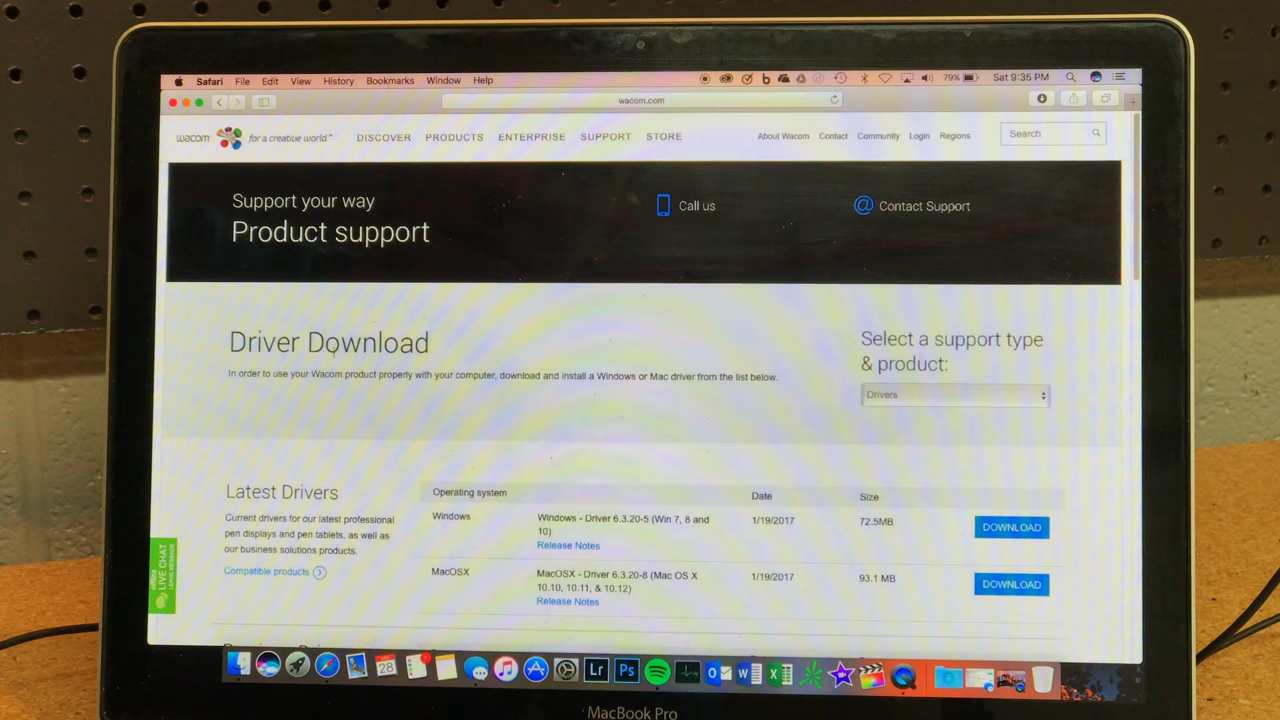 Safari File Edit View History Bookmarks Window Help 79% Sat 9:35 PM
wacom.com
wacom for a creative world™ DISCOVER PRODUCTS ENTERPRISE SUPPORT STORE About Wacom Contact Community Login Regions Search
Support your way
Product support
Call us
@ Contact Support
Driver Download
In order to use your Wacom product properly with your computer, download and install a Windows or Mac driver from the list below.
Select a support type
& product:
Drivers
Latest Drivers
Current drivers for our latest professional
pen displays and pen tablets, as well as
our business solutions products.
Compatible products
Operating system Date Size
Windows Windows - Driver 6.3.20-5 (Win 7, 8 and 1/19/2017 72.5MB DOWNLOAD
10)
Release Notes
MacOSX MacOSX - Driver 6.3.20-8 (Mac OS X 1/19/2017 93.1 MB DOWNLOAD
10.10, 10.11, & 10.12)
Release Notes
LIVE CHAT
LEAVE MESSAGE
28
Lr Ps
MacBook Pro